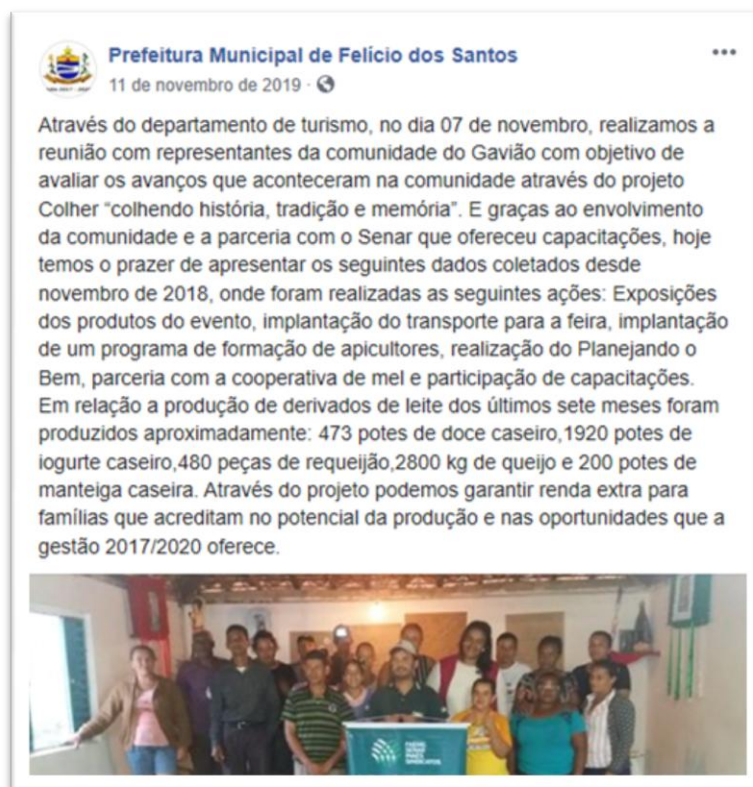 Prefeitura Municipal de Felício dos Santos
11 de novembro de 2019 ·
Através do departamento de turismo, no dia 07 de novembro, realizamos a
reunião com representantes da comunidade do Gavião com objetivo de
avaliar os avanços que aconteceram na comunidade através do projeto
Colher “colhendo história, tradição e memória”. E graças ao envolvimento
da comunidade e a parceria com o Senar que ofereceu capacitações, hoje
temos o prazer de apresentar os seguintes dados coletados desde
novembro de 2018, onde foram realizadas as seguintes ações: Exposições
dos produtos do evento, implantação do transporte para a feira, implantação
de um programa de formação de apicultores, realização do Planejando o
Bem, parceria com a cooperativa de mel e participação de capacitações.
Em relação a produção de derivados de leite dos últimos sete meses foram
produzidos aproximadamente: 473 potes de doce caseiro,1920 potes de
iogurte caseiro,480 peças de requeijão,2800 kg de queijo e 200 potes de
manteiga caseira. Através do projeto podemos garantir renda extra para
famílias que acreditam no potencial da produção e nas oportunidades que a
gestão 2017/2020 oferece.
SENAR
SINDICATOS